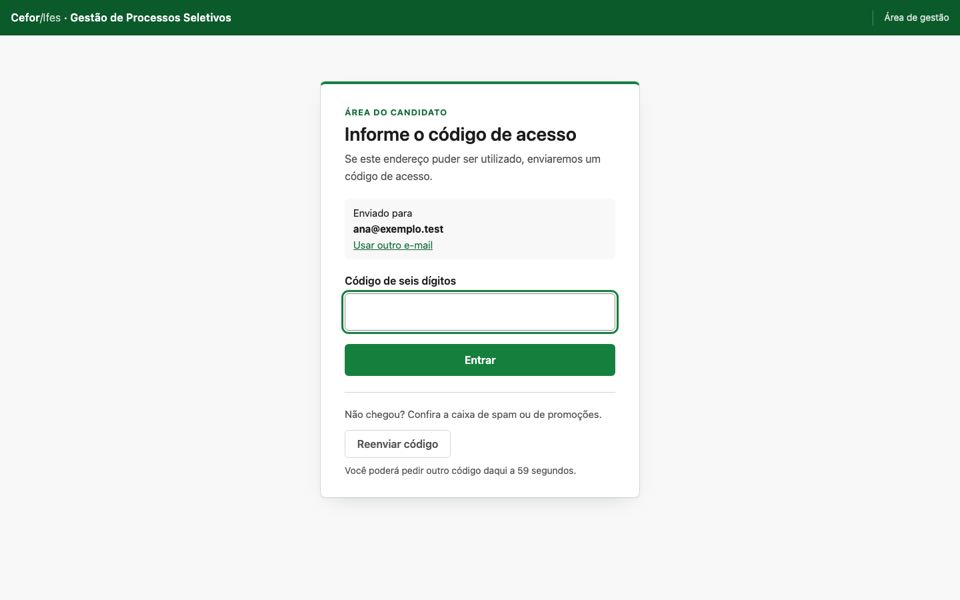 Cefor/Ifes · Gestão de Processos Seletivos
Área de gestão
ÁREA DO CANDIDATO
Informe o código de acesso
Se este endereço puder ser utilizado, enviaremos um
código de acesso.
Enviado para
ana@exemplo.test
Usar outro e-mail
Código de seis dígitos
Entrar
Não chegou? Confira a caixa de spam ou de promoções.
Reenviar código
Você poderá pedir outro código daqui a 59 segundos.